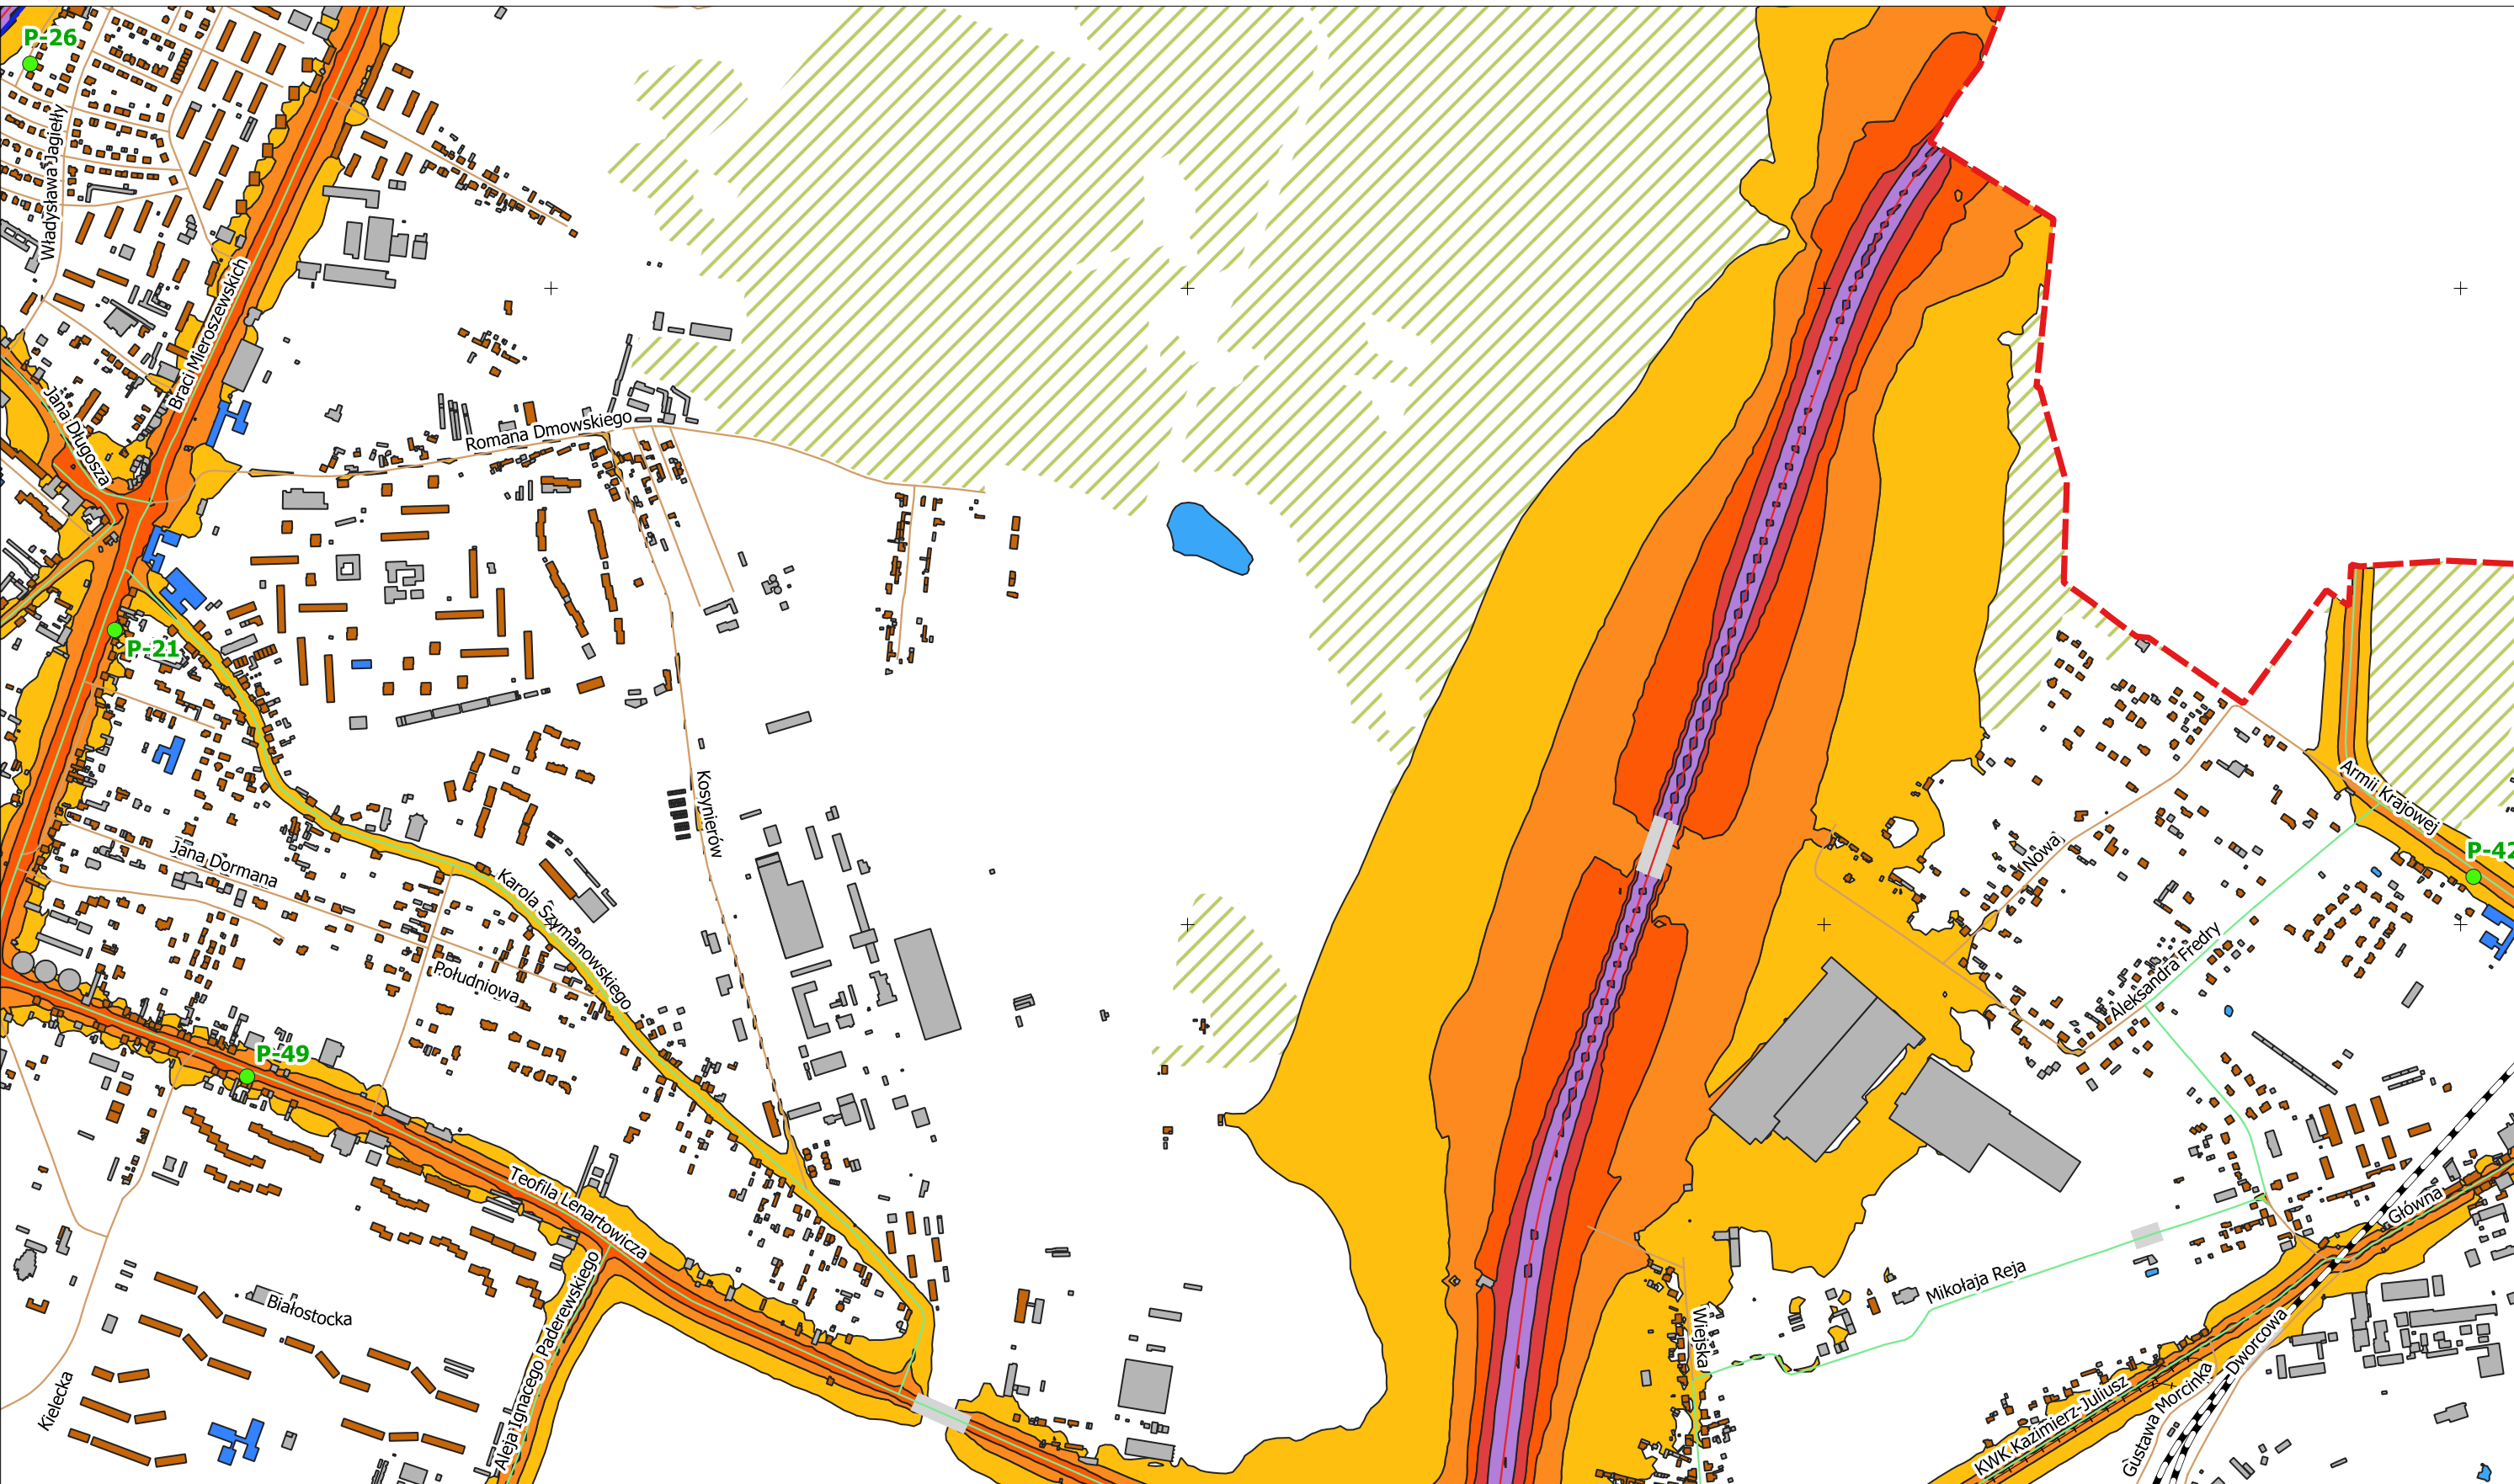 P-26
Władysława Jagiełły
Braci Mieroszewskich
Jana Długosza
Romana Dmowskiego
P-21
Kosynierów
Jana Dormana
Karola Szymanowskiego
Południowa
P-49
Teofila Lenartowicza
Białostocka
Aleja Ignacego Paderewskiego
Kielecka
Armii Krajowej
P-42
Nowa
Aleksandra Fredry
Główna
Mikołaja Reja
Wiejska
Dworcowa
KWK Kazimierz-Juliusz
Gustawa Morcinka